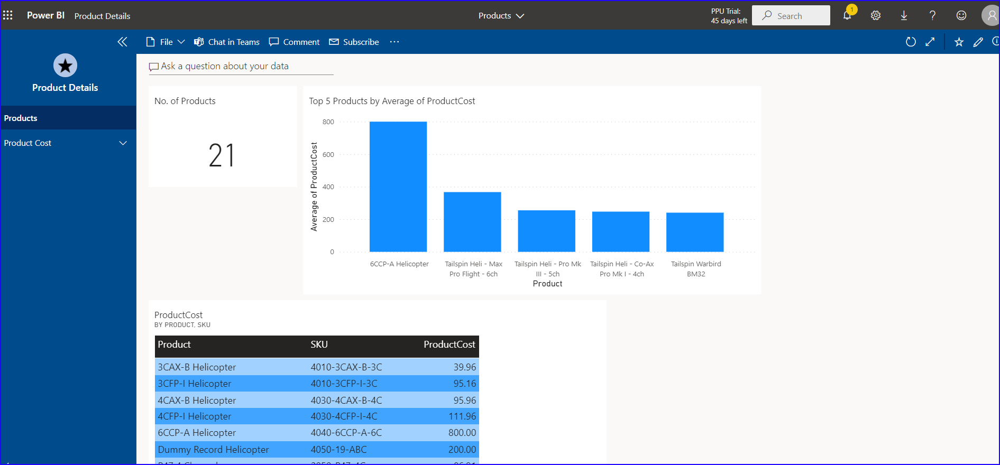 Power BI Product Details
Products
PPU Trial:
45 days left
Search
1
File Chat in Teams Comment Subscribe ...
Product Details
Products
Product Cost
Ask a question about your data
No. of Products
21
Top 5 Products by Average of ProductCost
Average of ProductCost
800
600
400
200
0
6CCP-A Helicopter
Tailspin Heli - Max
Pro Flight - 6ch
Tailspin Heli - Pro Mk
III - 5ch
Tailspin Heli - Co-Ax
Pro Mk I - 4ch
Tailspin Warbird
BM32
Product
ProductCost
BY PRODUCT, SKU
Product SKU ProductCost
3CAX-B Helicopter 4010-3CAX-B-3C 39.96
3CFP-I Helicopter 4010-3CFP-I-3C 95.16
4CAX-B Helicopter 4030-4CAX-B-4C 95.96
4CFP-I Helicopter 4030-4CFP-I-4C 111.96
6CCP-A Helicopter 4040-6CCP-A-6C 800.00
Dummy Record Helicopter 4050-19-ABC 200.00